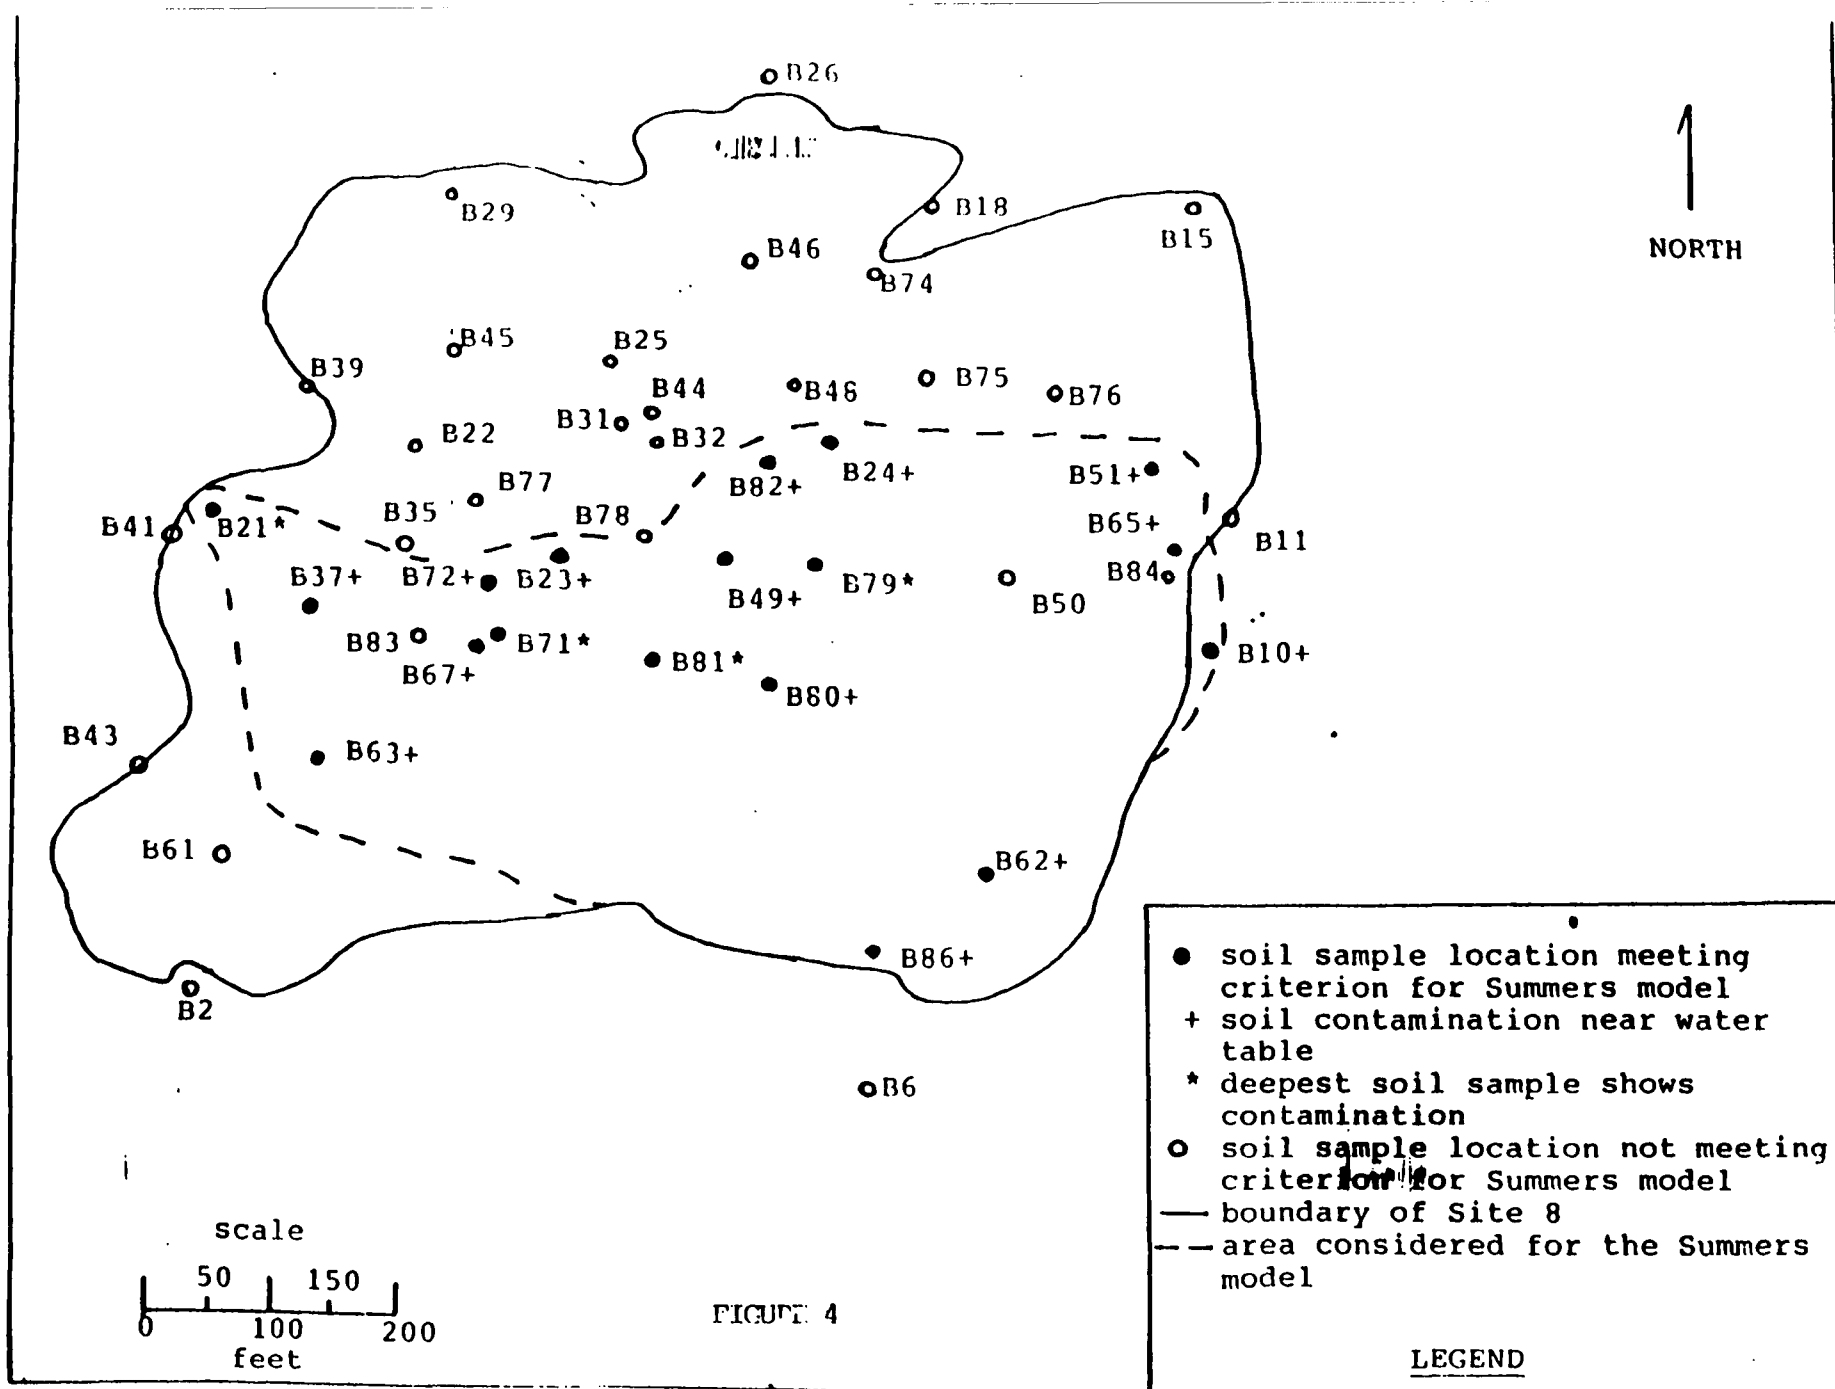 B26
B29
B18
B15
B46
B74
NORTH
B45
B25
B39
B44
B48
B75
B76
B31
B22
B32
B24+
B51+
B82+
B77
B35
B78
B65+
B41
B21*
B11
B37+
B72+
B23+
B49+
B79*
B84
B50
B83
B71*
B67+
B81*
B10+
B80+
B43
B63+
B61
B62+
B86+
B2
B6
soil sample location meeting
criterion for Summers model
+ soil contamination near water
table
* deepest soil sample shows
contamination
soil sample location not meeting
criterion for Summers model
boundary of Site 8
area considered for the Summers
model
LEGEND
scale
50 150
0 100 200
feet
FIGURE 4